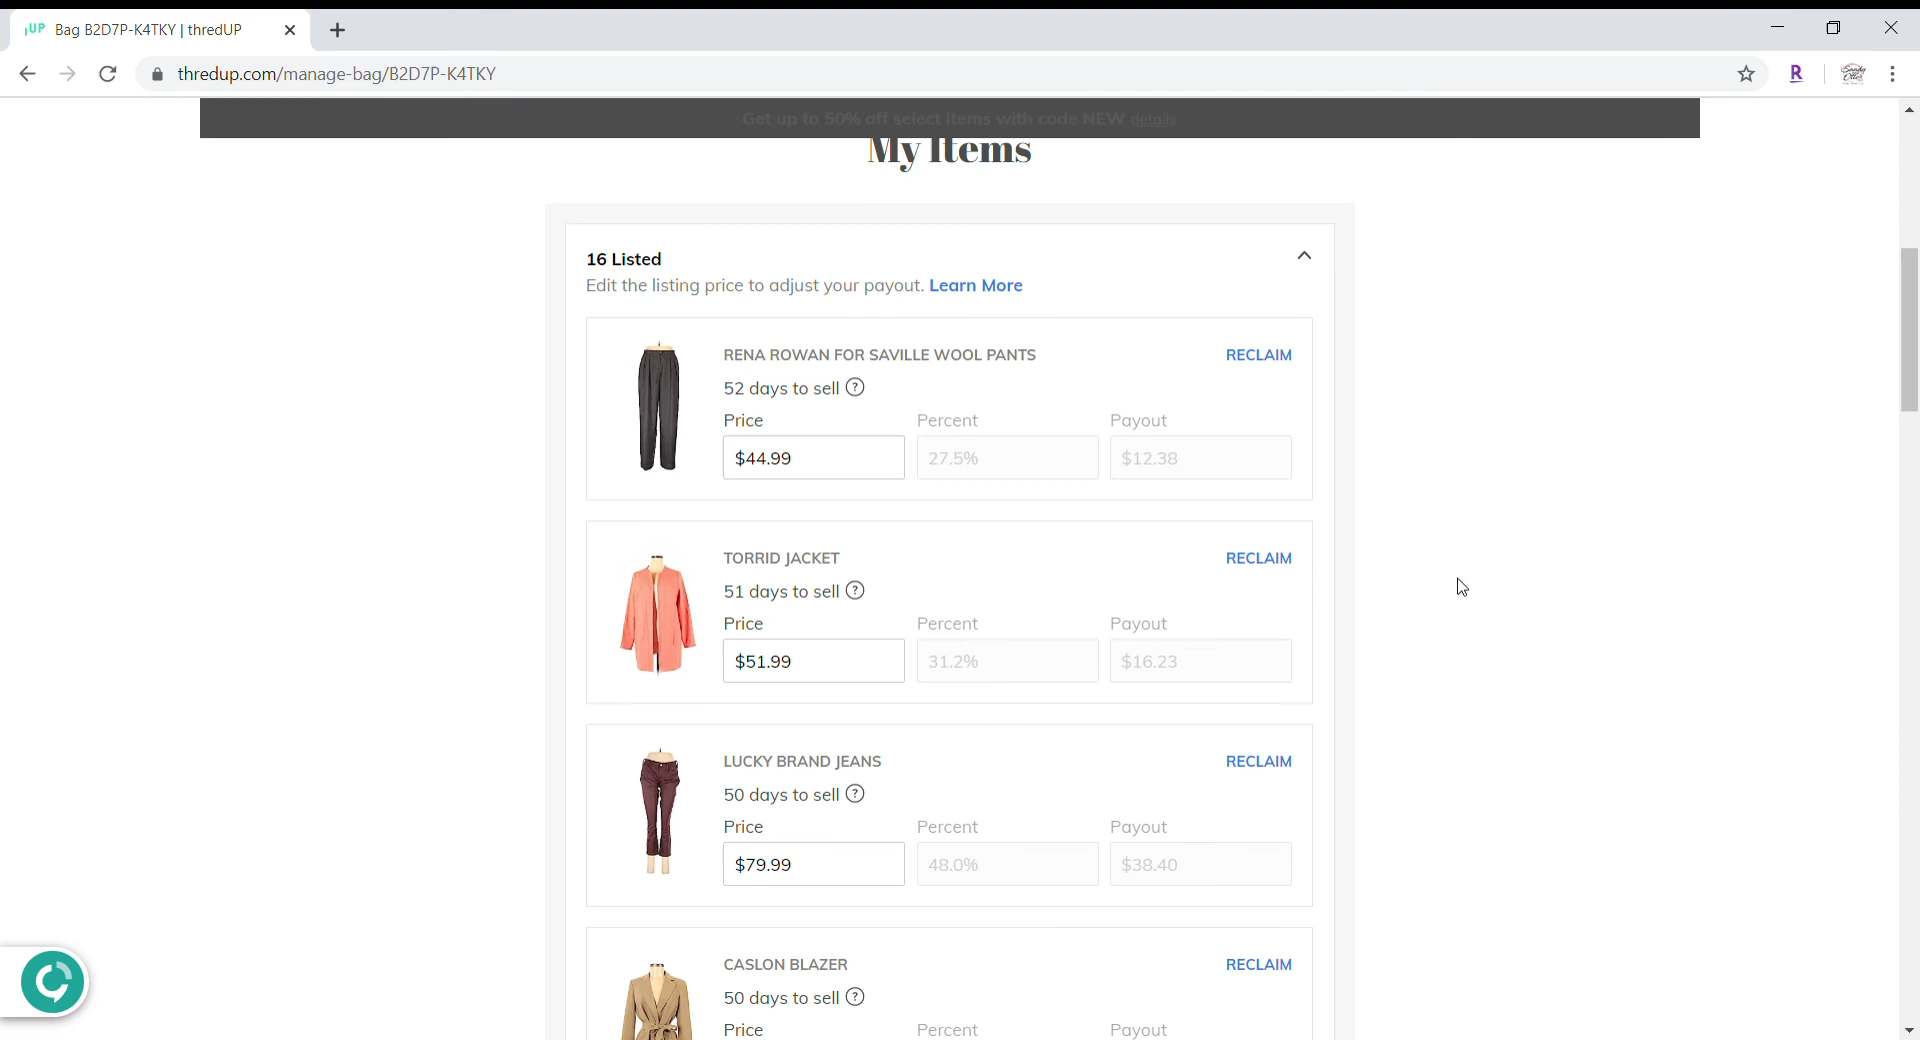 UP Bag B2D7P-K4TKY | thredUP
thredup.com/manage-bag/B2D7P-K4TKY
R
Get up to 50% off select items with code NEW details
My Items
16 Listed
Edit the listing price to adjust your payout. Learn More
RENA ROWAN FOR SAVILLE WOOL PANTS RECLAIM
52 days to sell ?
Price Percent Payout
$44.99 27.5% $12.38
TORRID JACKET RECLAIM
51 days to sell ?
Price Percent Payout
$51.99 31.2% $16.23
LUCKY BRAND JEANS RECLAIM
50 days to sell ?
Price Percent Payout
$79.99 48.0% $38.40
CASLON BLAZER RECLAIM
50 days to sell ?
Price Percent Payout